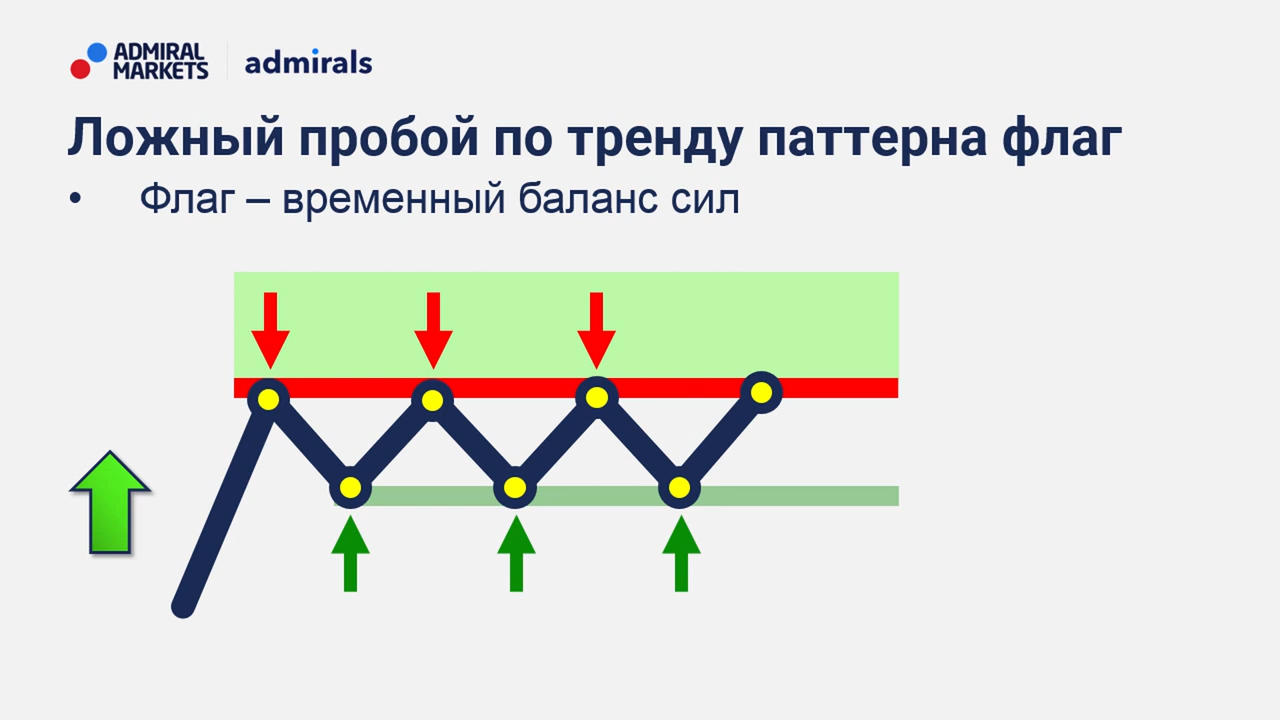 ADMIRAL
MARKETS
admirals
Ложный пробой по тренду паттерна флаг
• Флаг – временный баланс сил